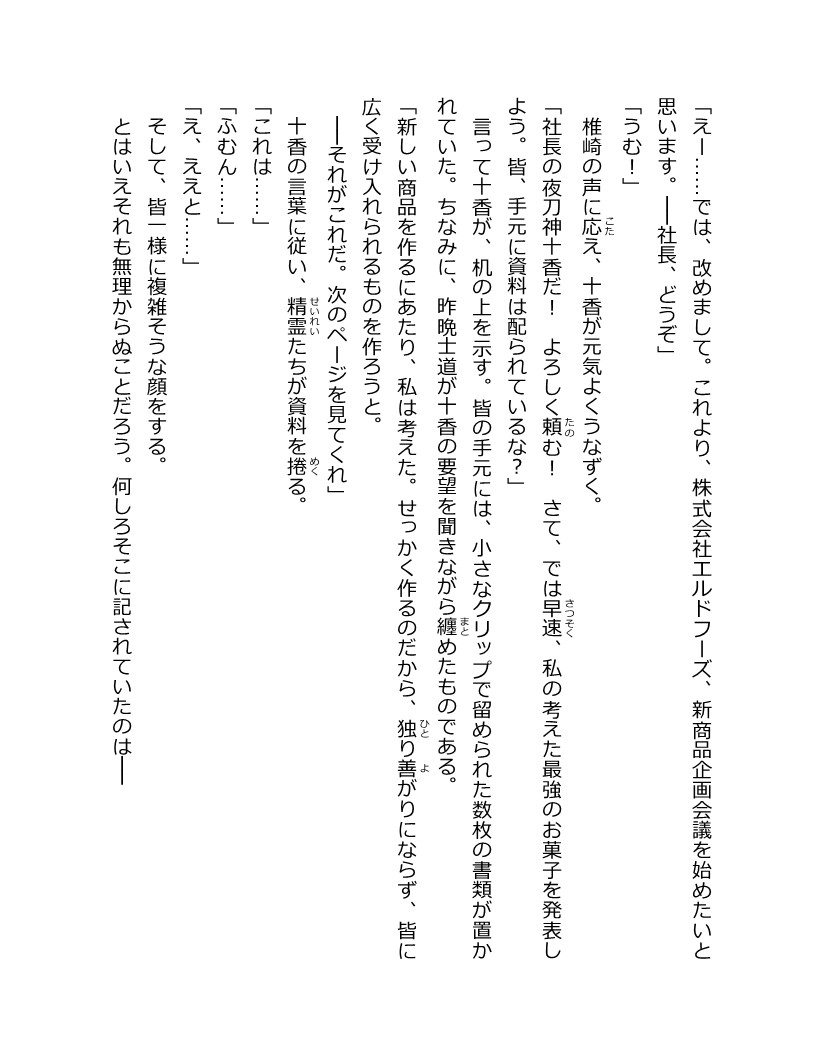 「えー……では、改めまして。これより、株式会社エルドフーズ、新商品企画会議を始めたいと
思います。――社長、どうぞ」
「うむ！」
　椎崎の声に応え、十香が元気よくうなずく。
「社長の夜刀神十香だ！　よろしく頼む！　さて、では早速、私の考えた最強のお菓子を発表し
よう。皆、手元に資料は配られているな？」
　言って十香が、机の上を示す。皆の手元には、小さなクリップで留められた数枚の書類が置か
れていた。ちなみに、昨晩士道が十香の要望を聞きながら纏めたものである。
「新しい商品を作るにあたり、私は考えた。せっかく作るのだから、独り善がりにならず、皆に
広く受け入れられるものを作ろうと。
　――それがこれだ。次のページを見てくれ」
　十香の言葉に従い、精霊たちが資料を捲る。
「これは……」
「ふむん……」
「え、ええと……」
　そして、皆一様に複雑そうな顔をする。
　とはいえそれも無理からぬことだろう。何しろそこに記されていたのは――